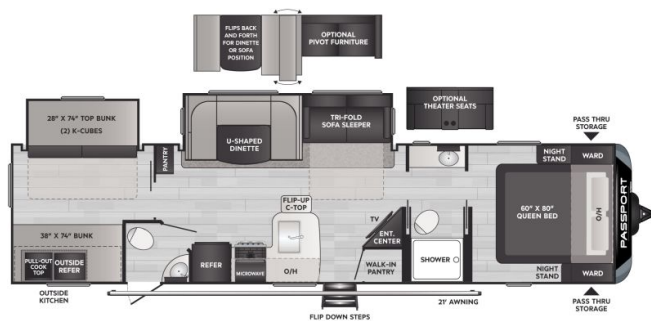 FLIPS BACK
AND FORTH
FOR DINETTE
OR SOFA
POSITION
OPTIONAL
PIVOT FURNITURE
28" X 74" TOP BUNK
(2) K-CUBES
PANTRY
U-SHAPED
DINETTE
TRI-FOLD
SOFA SLEEPER
OPTIONAL
THEATER SEATS
PASS THRU
STORAGE
NIGHT
STAND
WARD
60" X 80"
QUEEN BED
O/H
PASSPORT
FLIP-UP
C-TOP
TV
ENT.
CENTER
38" X 74" BUNK
PULL-OUT
COOK
TOP
OUTSIDE
REFER
REFER
MICROWAVE
O/H
WALK-IN
PANTRY
SHOWER
NIGHT
STAND
WARD
OUTSIDE
KITCHEN
21' AWNING
PASS THRU
STORAGE
FLIP DOWN STEPS